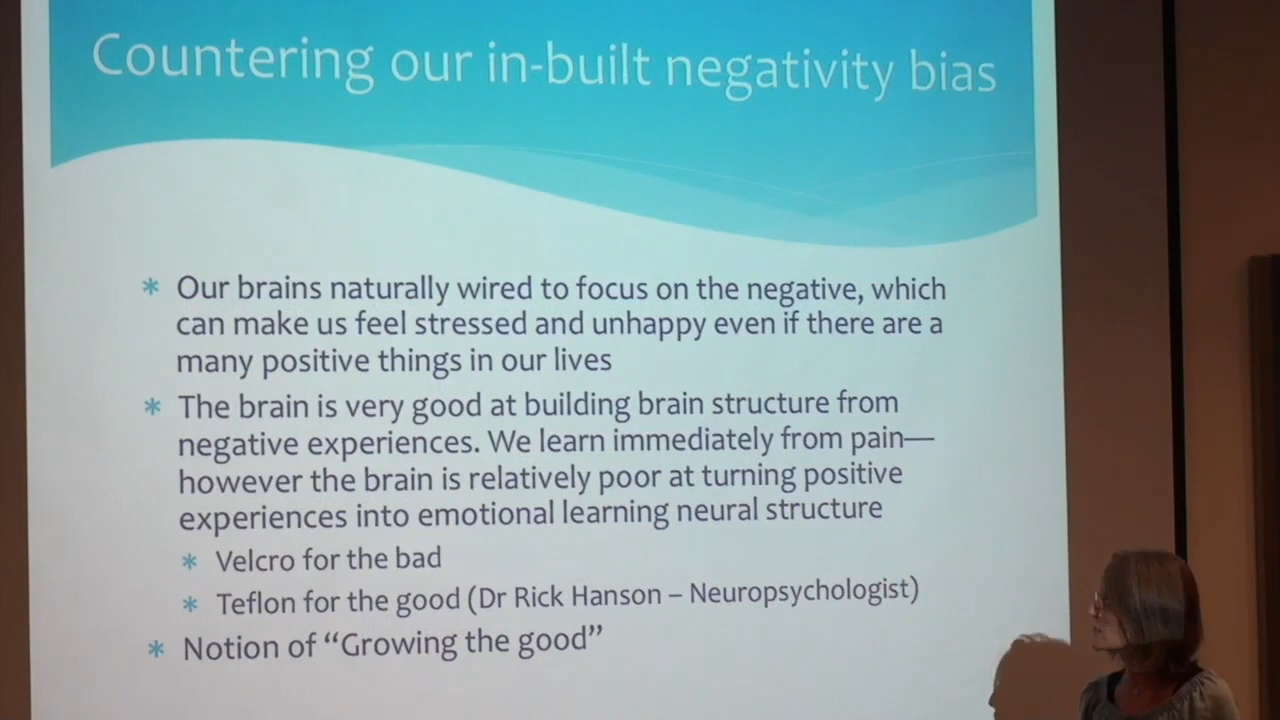 Countering our in-built negativity bias
* Our brains naturally wired to focus on the negative, which
can make us feel stressed and unhappy even if there are a
many positive things in our lives
* The brain is very good at building brain structure from
negative experiences. We learn immediately from pain—
however the brain is relatively poor at turning positive
experiences into emotional learning neural structure
* Velcro for the bad
* Teflon for the good (Dr Rick Hanson – Neuropsychologist)
* Notion of “Growing the good”